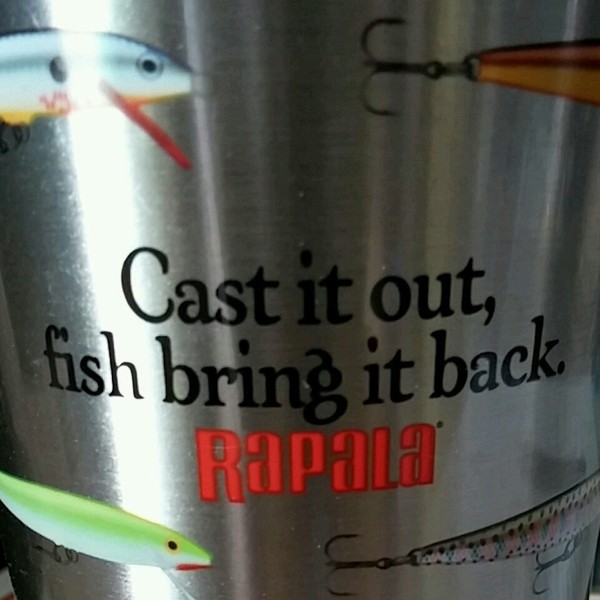 Cast it out,
fish bring it back.
Rapala